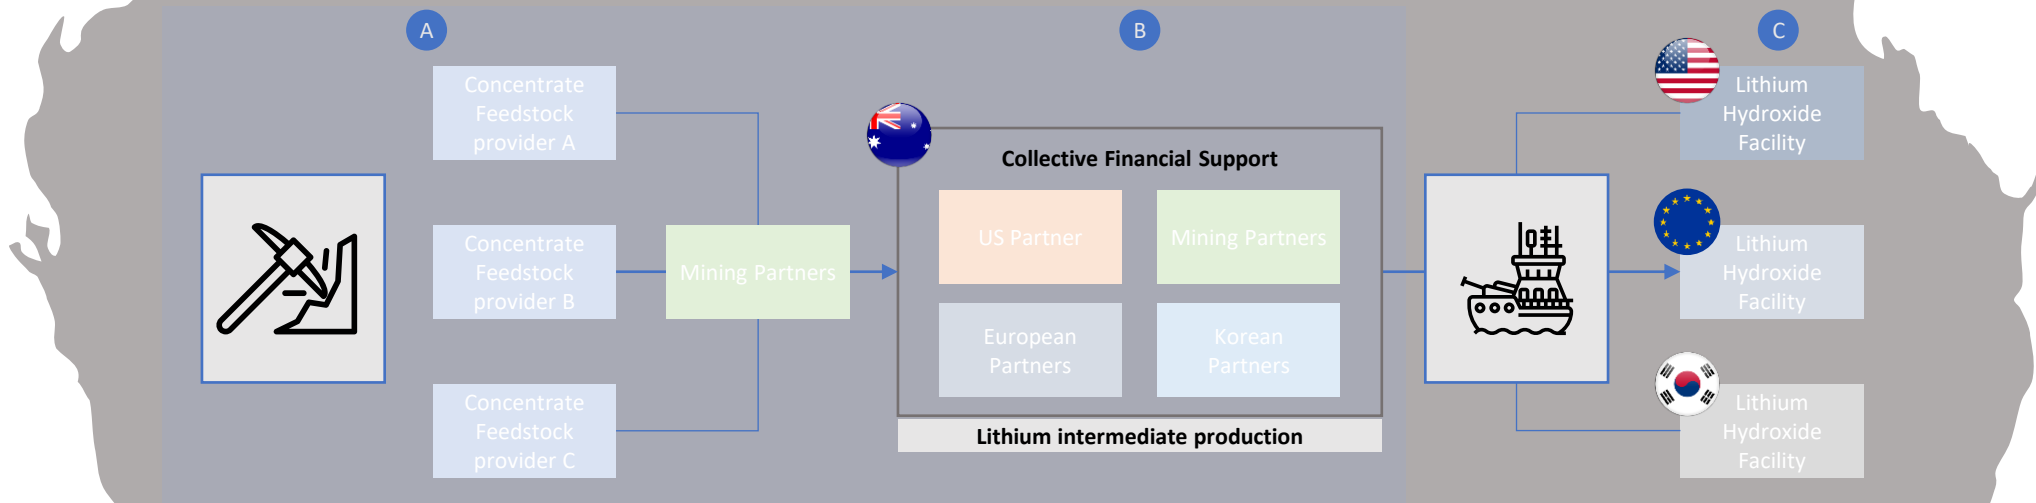 A
B
C
Concentrate
Feedstock
provider A
Concentrate
Feedstock
provider B
Concentrate
Feedstock
provider C
Mining Partners
Collective Financial Support
US Partner
Mining Partners
European
Partners
Korean
Partners
Lithium intermediate production
Lithium
Hydroxide
Facility
Lithium
Hydroxide
Facility
Lithium
Hydroxide
Facility